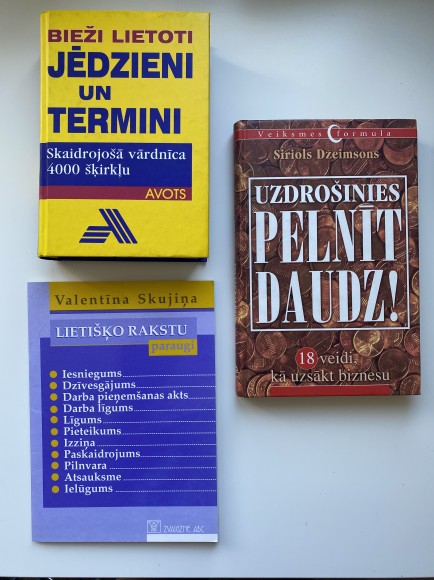 BIEŽI LIETOTI
JĒDZIENI
UN
TERMINI
Skaidrojošā vārdnīca
4000 šķirkļu
AVOTS
Veiksmes formula
Siriols Džeimsons
UZDROŠINIES
PELNĪT
DAUDZ!
18 veidi,
kā uzsākt biznesu
Valentīna Skujiņa
LIETIŠĶO RAKSTU
paraugi
Iesniegums
Dzīvesgājums
Darba pieņemšanas akts
Darba līgums
Līgums
Pieteikums
Izziņa
Paskaidrojums
Pilnvara
Atsauksme
Ielūgums
ZVAIGZNE ABC